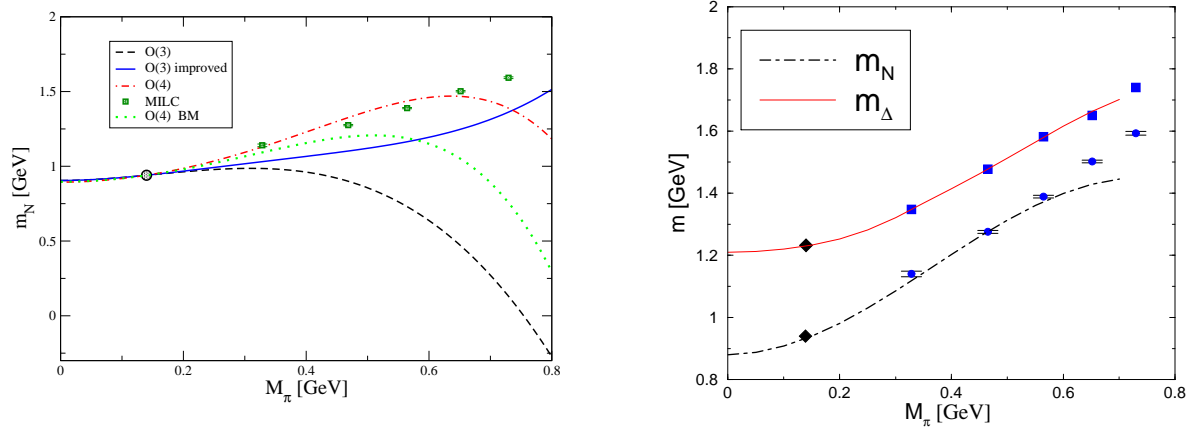 2
1.5
1
0.5
0
m_N [GeV]
O(3)
O(3) improved
O(4)
MILC
O(4) BM
0 0.2 0.4 0.6 0.8
M_π [GeV]
2
1.8
1.6
1.4
1.2
1
0.8
m [GeV]
m_N
m_Δ
0 0.2 0.4 0.6 0.8
M_π [GeV]